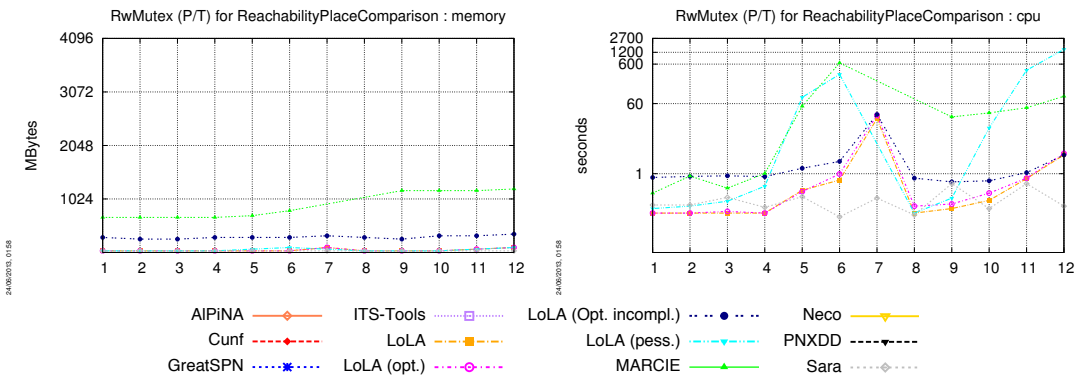 RwMutex (P/T) for ReachabilityPlaceComparison : memory
4096
3072
2048
1024
MBytes
1 2 3 4 5 6 7 8 9 10 11 12
24/06/2013, 01:58
RwMutex (P/T) for ReachabilityPlaceComparison : cpu
2700
1200
600
60
1
seconds
1 2 3 4 5 6 7 8 9 10 11 12
24/06/2013, 01:58
AlPiNA
Cunf
GreatSPN
ITS-Tools
LoLA
LoLA (opt.)
LoLA (Opt. incompl.)
LoLA (pess.)
MARCIE
Neco
PNXDD
Sara